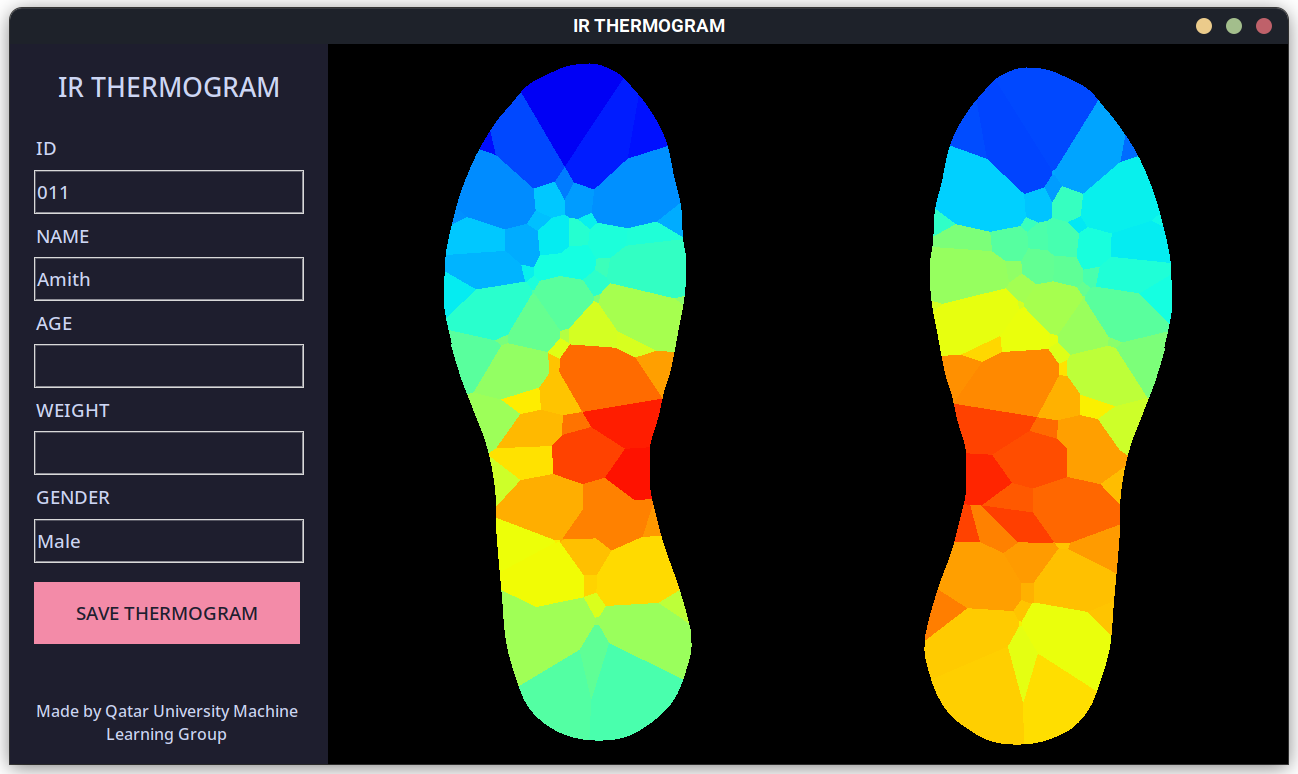 IR THERMOGRAM
IR THERMOGRAM
ID
011
NAME
Amith
AGE
WEIGHT
GENDER
Male
SAVE THERMOGRAM
Made by Qatar University Machine
Learning Group